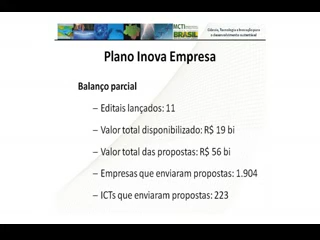 MCTI
BRASIL
Ciência, Tecnologia e Inovação para
o desenvolvimento sustentável
Plano Inova Empresa
Balanço parcial
– Editais lançados: 11
– Valor total disponibilizado: R$ 19 bi
– Valor total das propostas: R$ 56 bi
– Empresas que enviaram propostas: 1.904
– ICTs que enviaram propostas: 223